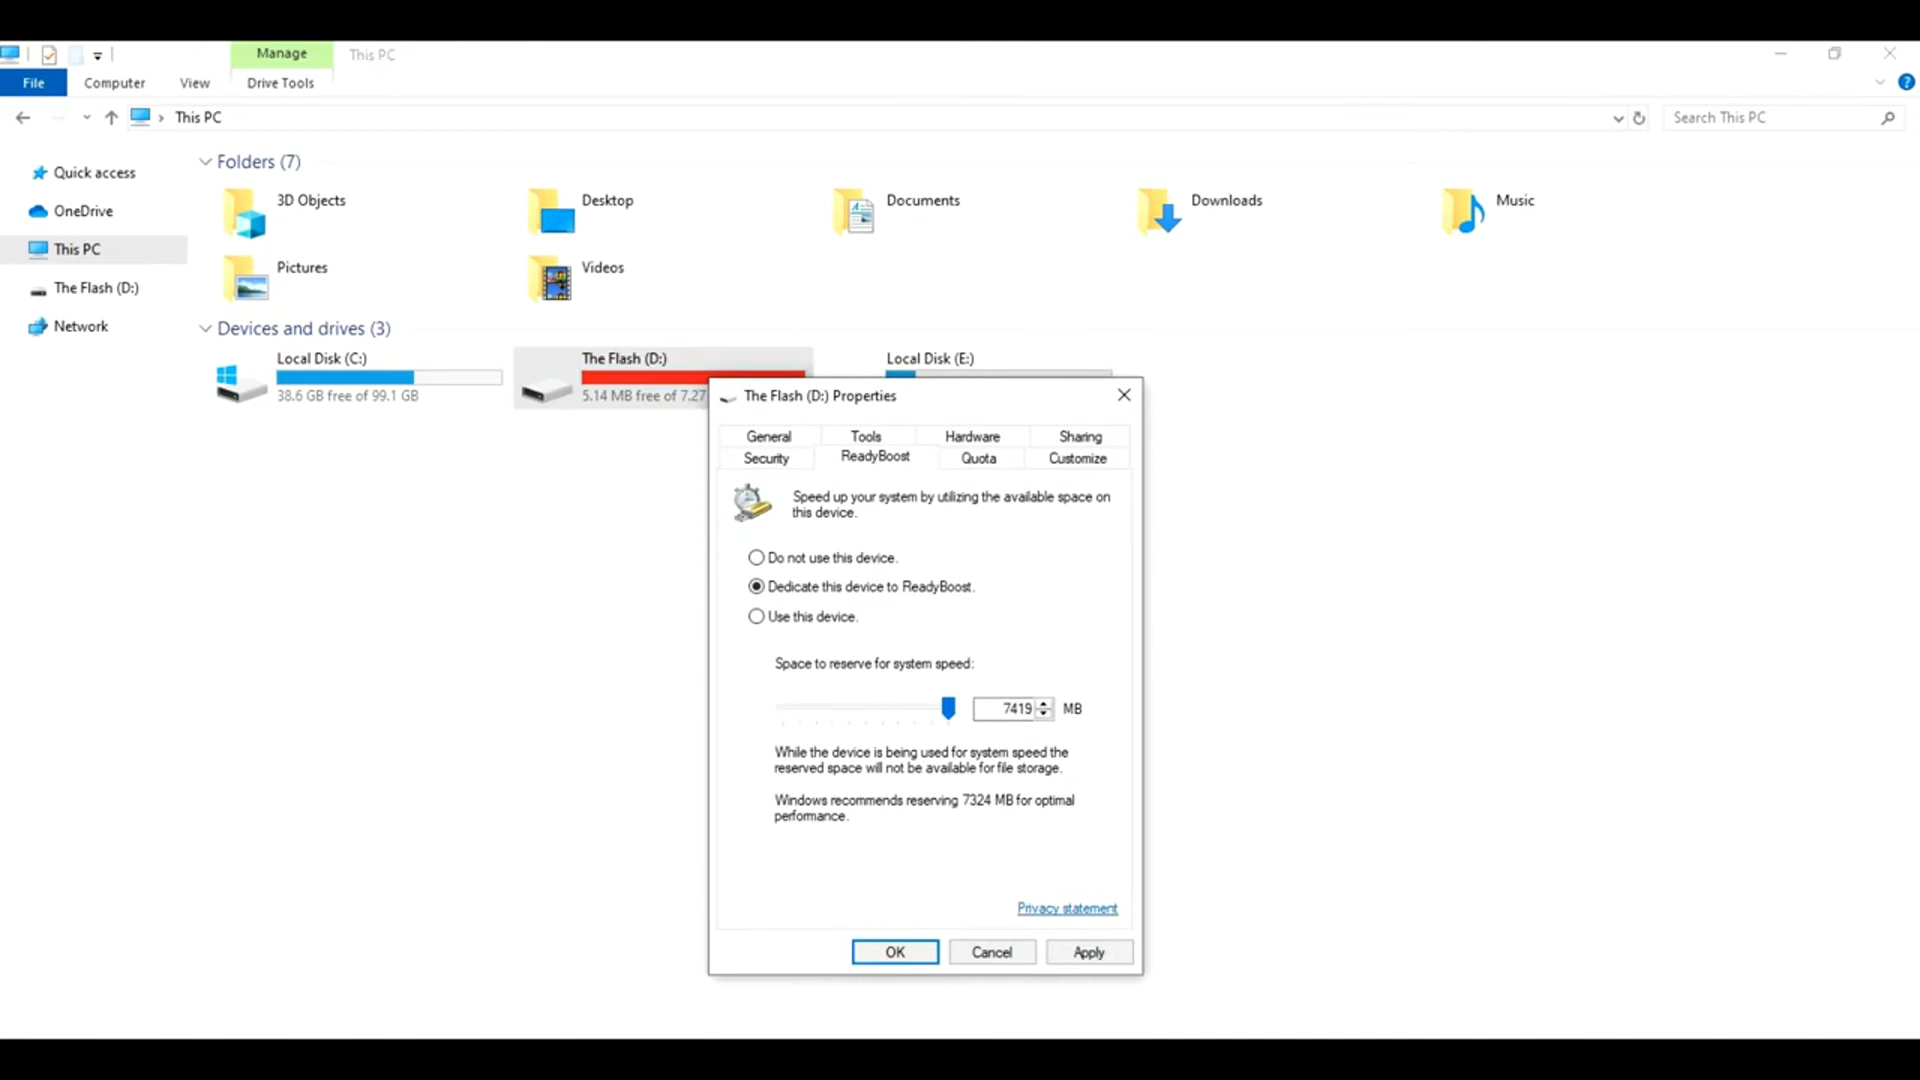 Manage
This PC
File
Computer
View
Drive Tools
?
This PC
Search This PC
Quick access
OneDrive
This PC
The Flash (D:)
Network
Folders (7)
3D Objects
Desktop
Documents
Downloads
Music
Pictures
Videos
Devices and drives (3)
Local Disk (C:)
38.6 GB free of 99.1 GB
The Flash (D:)
5.14 MB free of 7.27
Local Disk (E:)
The Flash (D:) Properties
General
Tools
Hardware
Sharing
Security
ReadyBoost
Quota
Customize
Speed up your system by utilizing the available space on
this device.
Do not use this device.
Dedicate this device to ReadyBoost.
Use this device.
Space to reserve for system speed:
7419 MB
While the device is being used for system speed the
reserved space will not be available for file storage.
Windows recommends reserving 7324 MB for optimal
performance.
Privacy statement
OK
Cancel
Apply